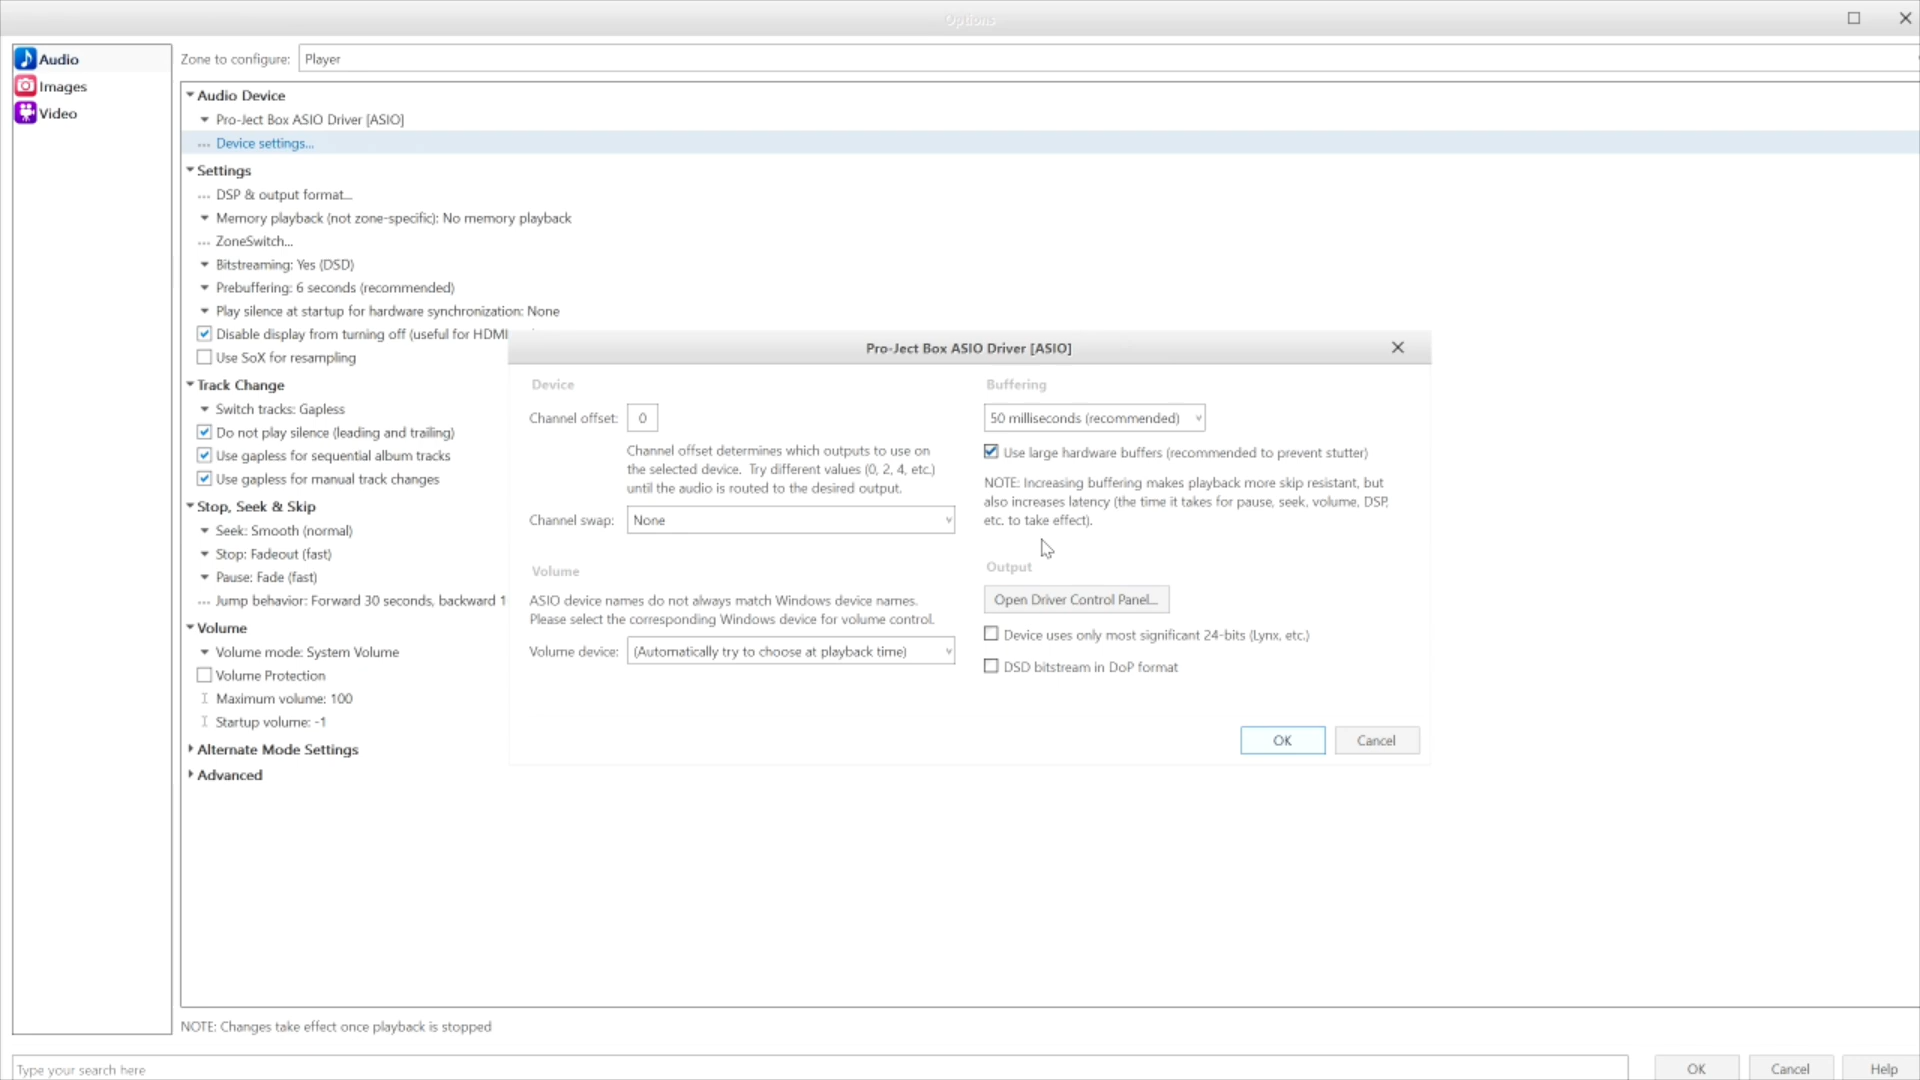 Options
Audio
Images
Video
Zone to configure: Player
Audio Device
Pro-Ject Box ASIO Driver [ASIO]
... Device settings...
Settings
... DSP & output format...
Memory playback (not zone-specific): No memory playback
... ZoneSwitch...
Bitstreaming: Yes (DSD)
Prebuffering: 6 seconds (recommended)
Play silence at startup for hardware synchronization: None
Disable display from turning off (useful for HDMI
Use SoX for resampling
Track Change
Switch tracks: Gapless
Do not play silence (leading and trailing)
Use gapless for sequential album tracks
Use gapless for manual track changes
Stop, Seek & Skip
Seek: Smooth (normal)
Stop: Fadeout (fast)
Pause: Fade (fast)
... Jump behavior: Forward 30 seconds, backward 1
Volume
Volume mode: System Volume
Volume Protection
Maximum volume: 100
Startup volume: -1
Alternate Mode Settings
Advanced
Pro-Ject Box ASIO Driver [ASIO]
Device
Channel offset: 0
Channel offset determines which outputs to use on
the selected device. Try different values (0, 2, 4, etc.)
until the audio is routed to the desired output.
Channel swap: None
Volume
ASIO device names do not always match Windows device names.
Please select the corresponding Windows device for volume control.
Volume device: (Automatically try to choose at playback time)
Buffering
50 milliseconds (recommended)
Use large hardware buffers (recommended to prevent stutter)
NOTE: Increasing buffering makes playback more skip resistant, but
also increases latency (the time it takes for pause, seek, volume, DSP,
etc. to take effect).
Output
Open Driver Control Panel...
Device uses only most significant 24-bits (Lynx, etc.)
DSD bitstream in DoP format
OK Cancel
NOTE: Changes take effect once playback is stopped
Type your search here
OK Cancel Help